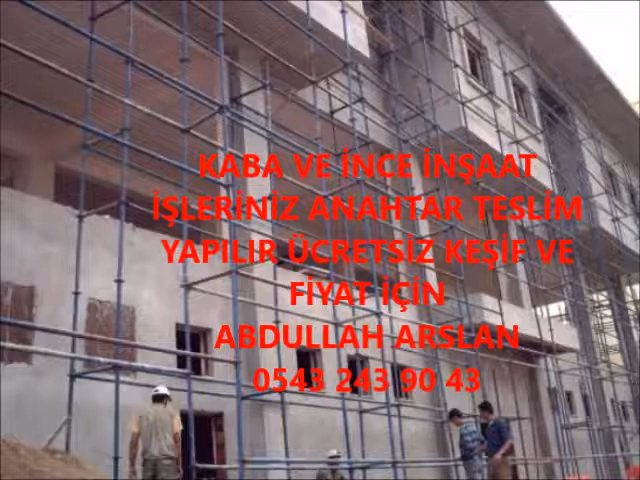 KABA VE İNCE İNŞAAT
İŞLERİNİZ ANAHTAR TESLİM
YAPILIR ÜCRETSİZ KEŞİF VE
FİYAT İÇİN
ABDULLAH ARSLAN
0543 243 90 43